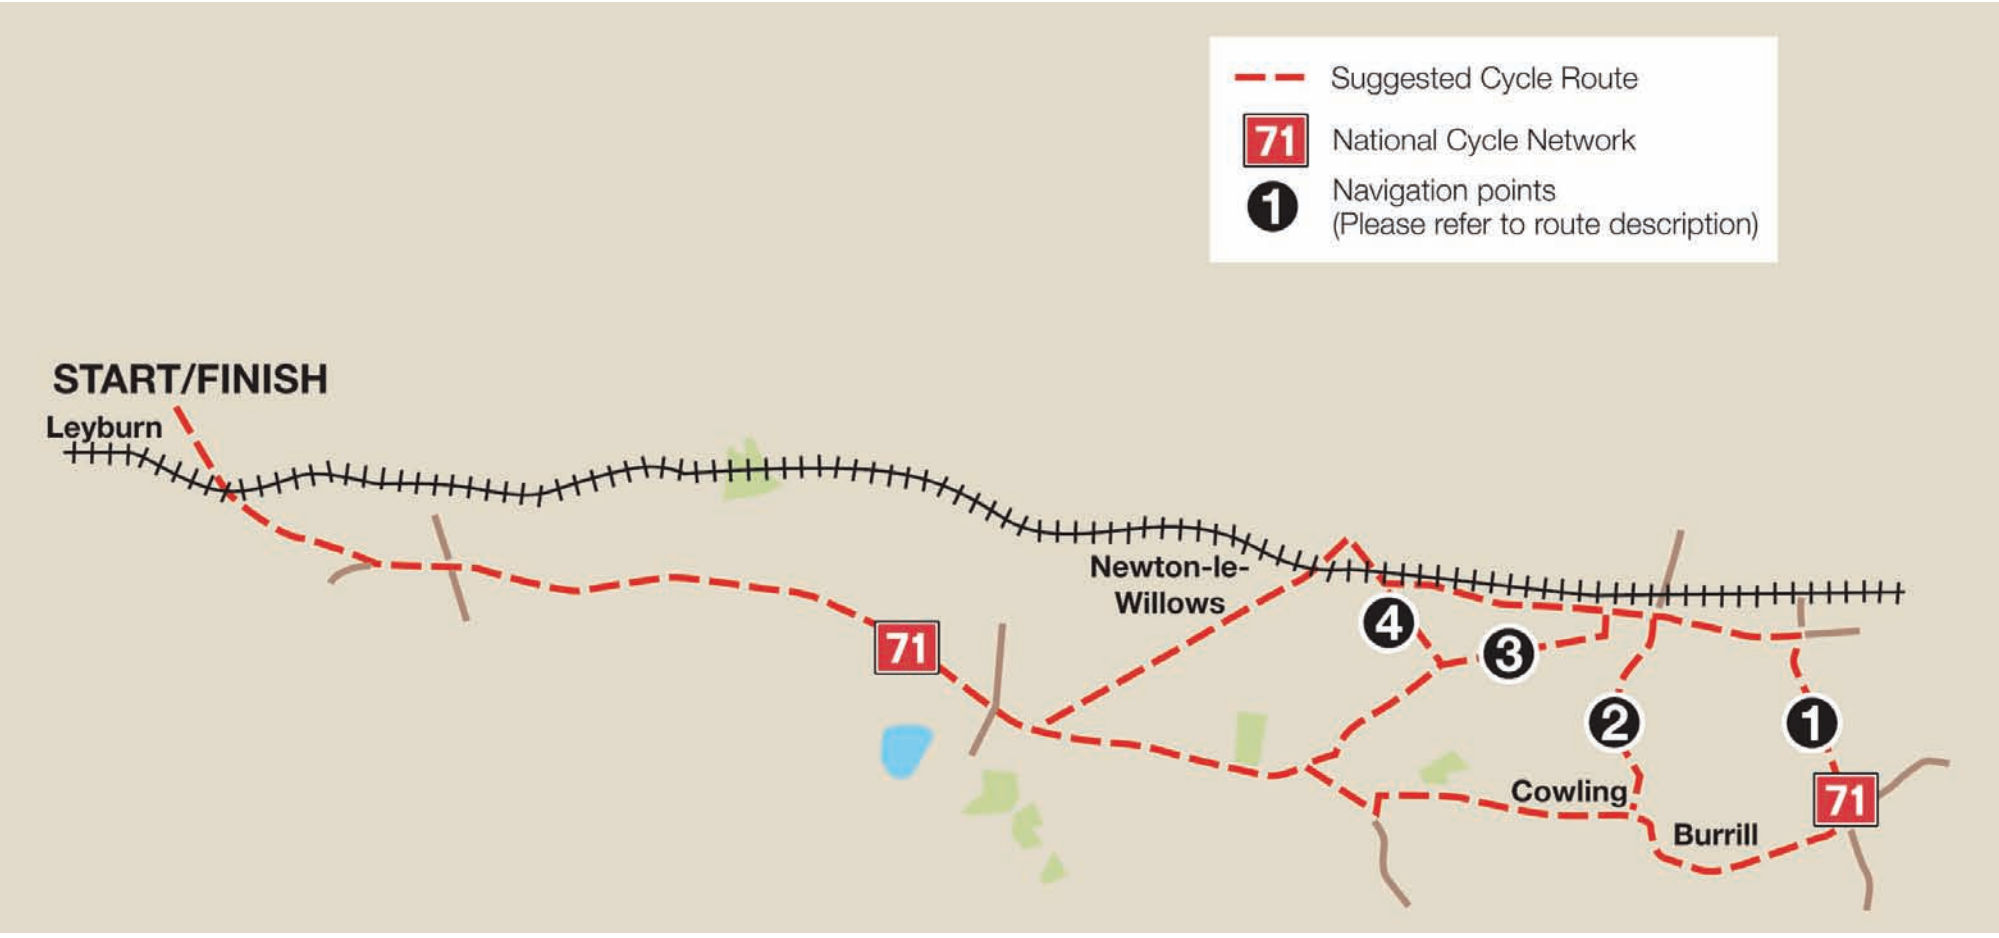 Suggested Cycle Route
71 National Cycle Network
1 Navigation points
(Please refer to route description)
START/FINISH
Leyburn
Newton-le-
Willows
4
3
71
2
1
Cowling
71
Burrill